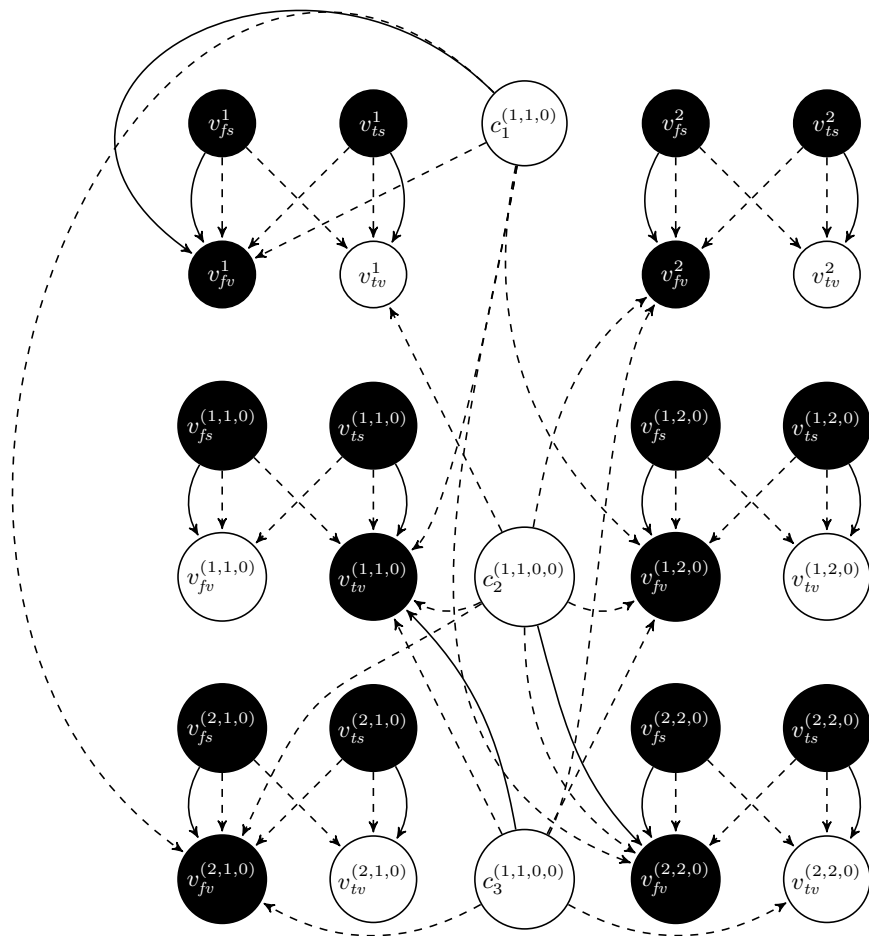 v_{fs}^{1} v_{ts}^{1} c_{1}^{(1,1,0)} v_{fs}^{2} v_{ts}^{2}
v_{fv}^{1} v_{tv}^{1} v_{fv}^{2} v_{tv}^{2}
v_{fs}^{(1,1,0)} v_{ts}^{(1,1,0)} v_{fs}^{(1,2,0)} v_{ts}^{(1,2,0)}
v_{fv}^{(1,1,0)} v_{tv}^{(1,1,0)} c_{2}^{(1,1,0,0)} v_{fv}^{(1,2,0)} v_{tv}^{(1,2,0)}
v_{fs}^{(2,1,0)} v_{ts}^{(2,1,0)} v_{fs}^{(2,2,0)} v_{ts}^{(2,2,0)}
v_{fv}^{(2,1,0)} v_{tv}^{(2,1,0)} c_{3}^{(1,1,0,0)} v_{fv}^{(2,2,0)} v_{tv}^{(2,2,0)}